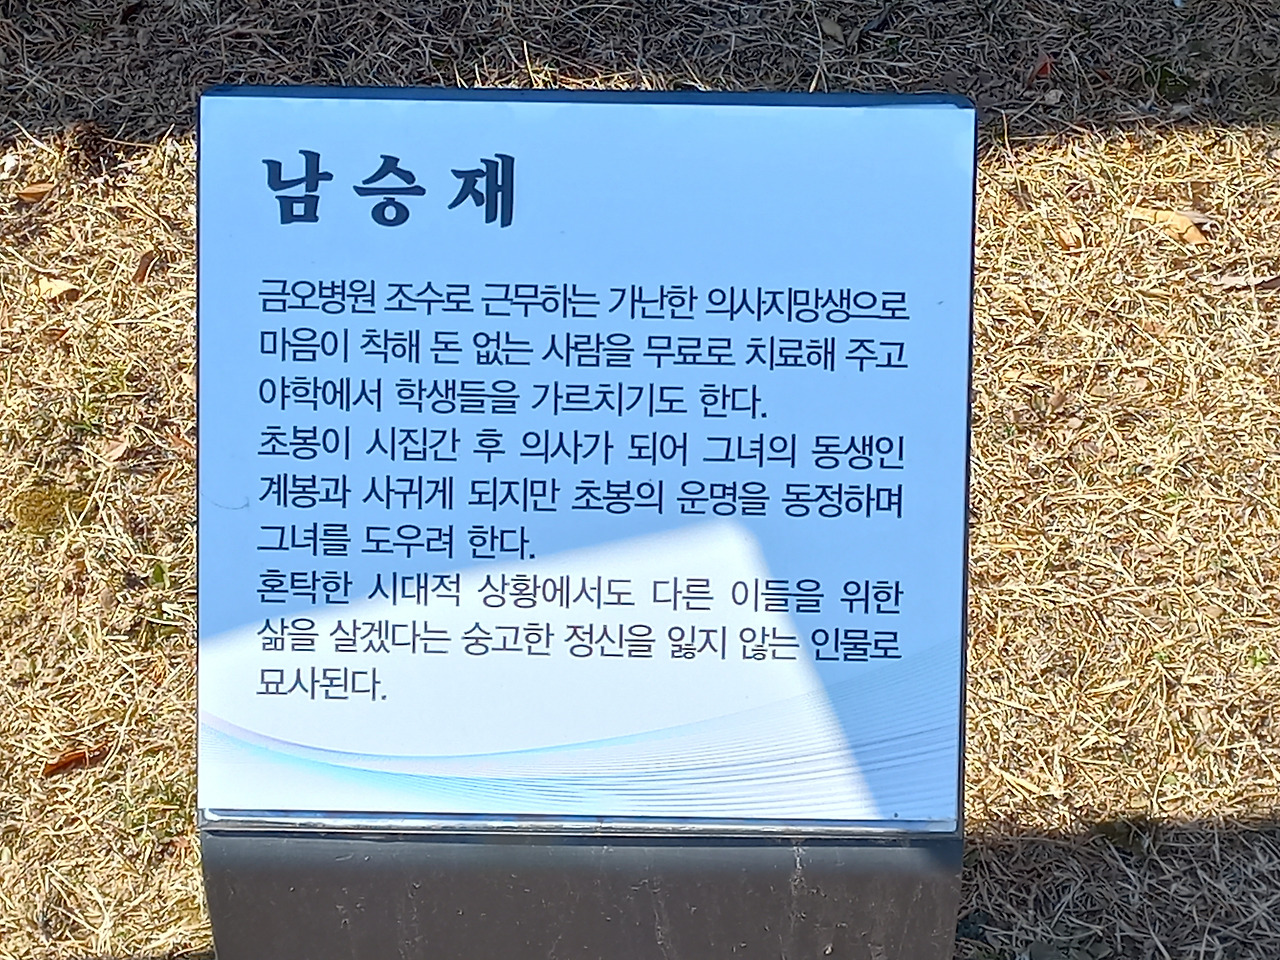 남승재
금오병원 조수로 근무하는 가난한 의사지망생으로
마음이 착해 돈 없는 사람을 무료로 치료해 주고
야학에서 학생들을 가르치기도 한다.
초봉이 시집간 후 의사가 되어 그녀의 동생인
계봉과 사귀게 되지만 초봉의 운명을 동정하며
그녀를 도우려 한다.
혼탁한 시대적 상황에서도 다른 이들을 위한
삶을 살겠다는 숭고한 정신을 잃지 않는 인물로
묘사된다.